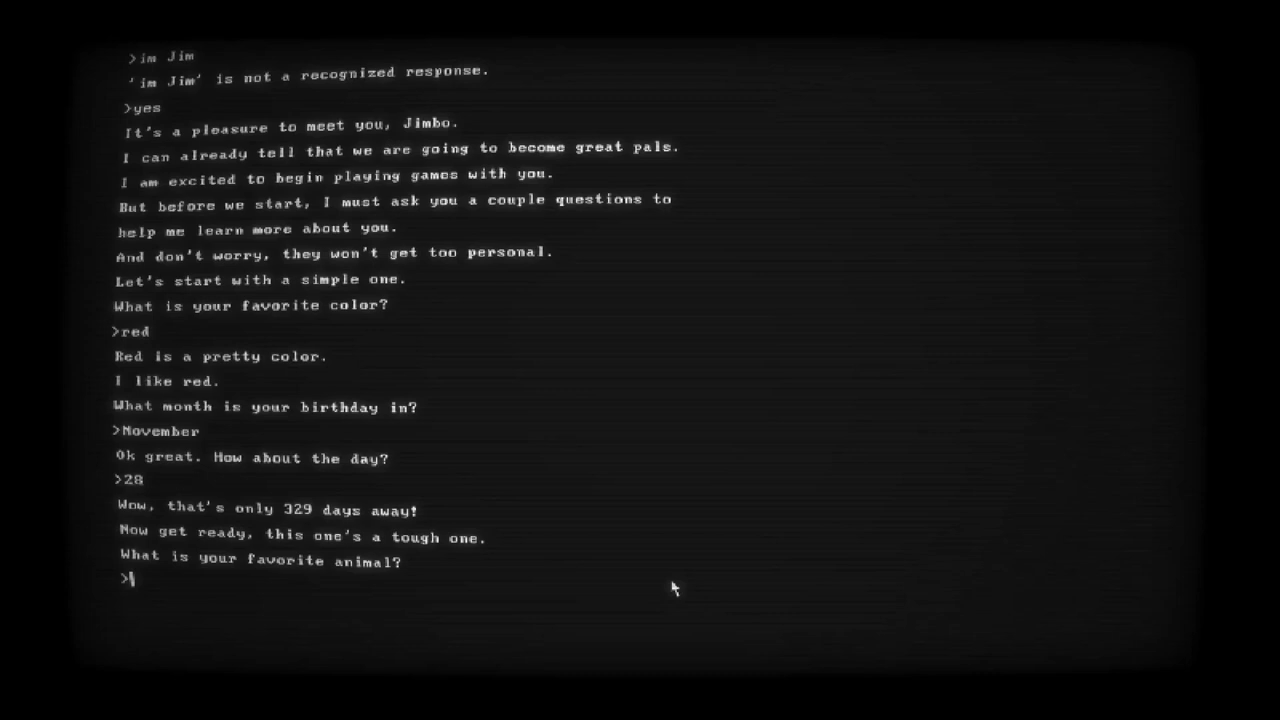 >im Jim
'im Jim' is not a recognized response.
>yes
It's a pleasure to meet you, Jimbo.
I can already tell that we are going to become great pals.
I am excited to begin playing games with you.
But before we start, I must ask you a couple questions to
help me learn more about you.
And don't worry, they won't get too personal.
Let's start with a simple one.
What is your favorite color?
>red
Red is a pretty color.
I like red.
What month is your birthday in?
>November
Ok great. How about the day?
>28
Wow, that's only 329 days away!
Now get ready, this one's a tough one.
What is your favorite animal?
>